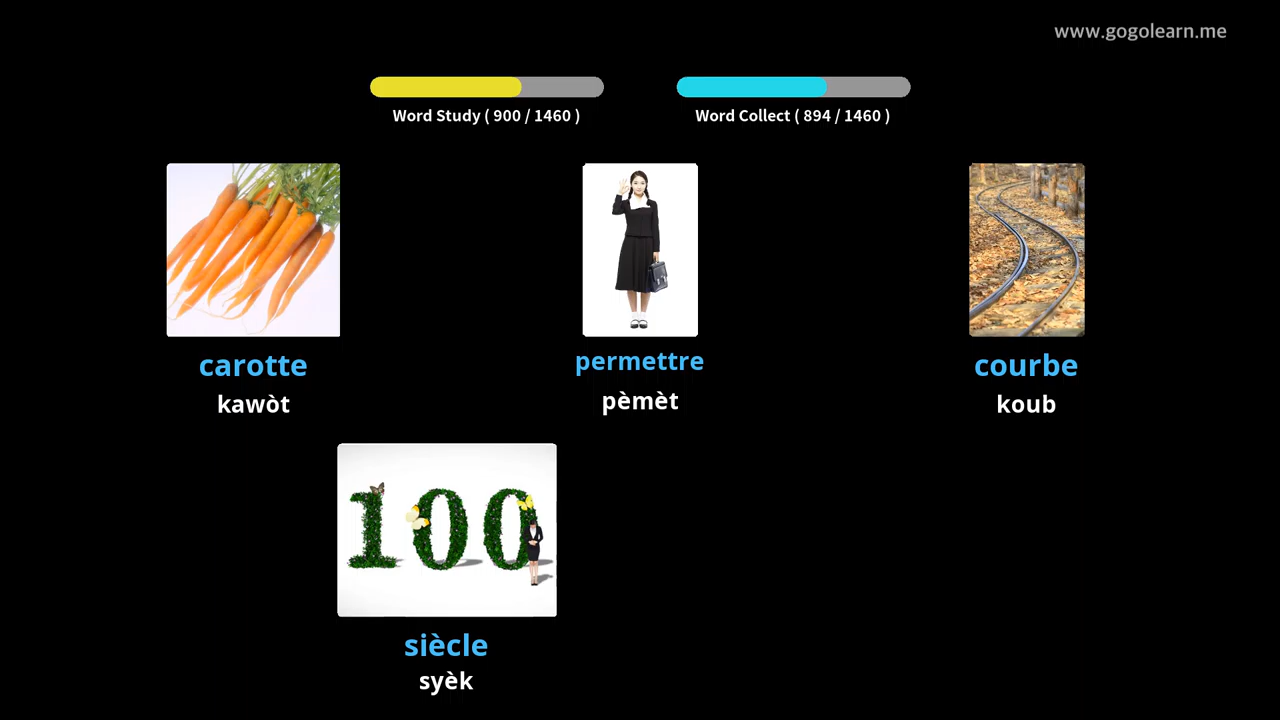 www.gogolearn.me
Word Study ( 900 / 1460 )
Word Collect ( 894 / 1460 )
carotte
kawòt
permettre
pèmèt
courbe
koub
100
siècle
syèk